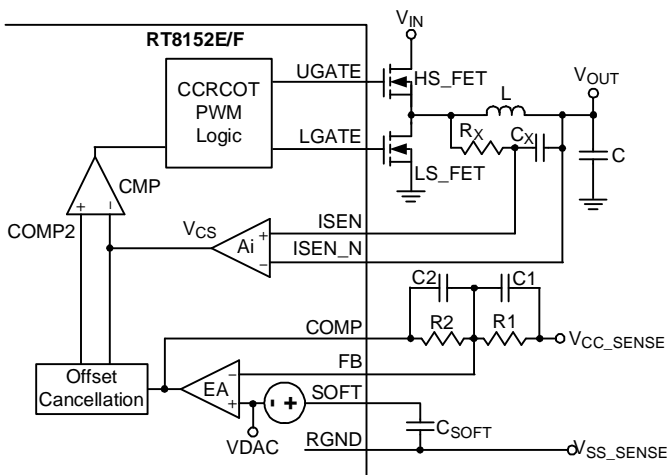 RT8152E/F
V_IN
UGATE
HS_FET
CCRCOT
PWM
Logic
L
V_OUT
R_X
C_X
LGATE
C
CMP
LS_FET
+
−
COMP2
V_CS
ISEN
Ai
+
−
ISEN_N
C2
C1
COMP
R2
R1
V_CC_SENSE
FB
Offset
Cancellation
EA
−
+
SOFT
- +
C_SOFT
VDAC
RGND
V_SS_SENSE